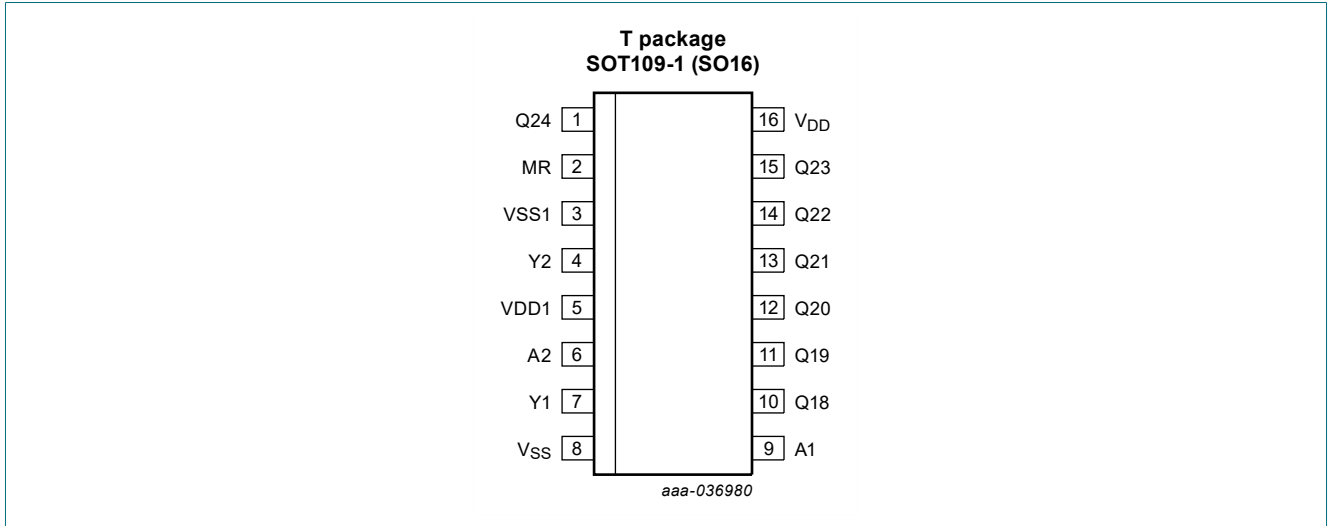 T package
SOT109-1 (SO16)
Q24 1 16 VDD
MR 2 15 Q23
VSS1 3 14 Q22
Y2 4 13 Q21
VDD1 5 12 Q20
A2 6 11 Q19
Y1 7 10 Q18
VSS 8 9 A1
aaa-036980